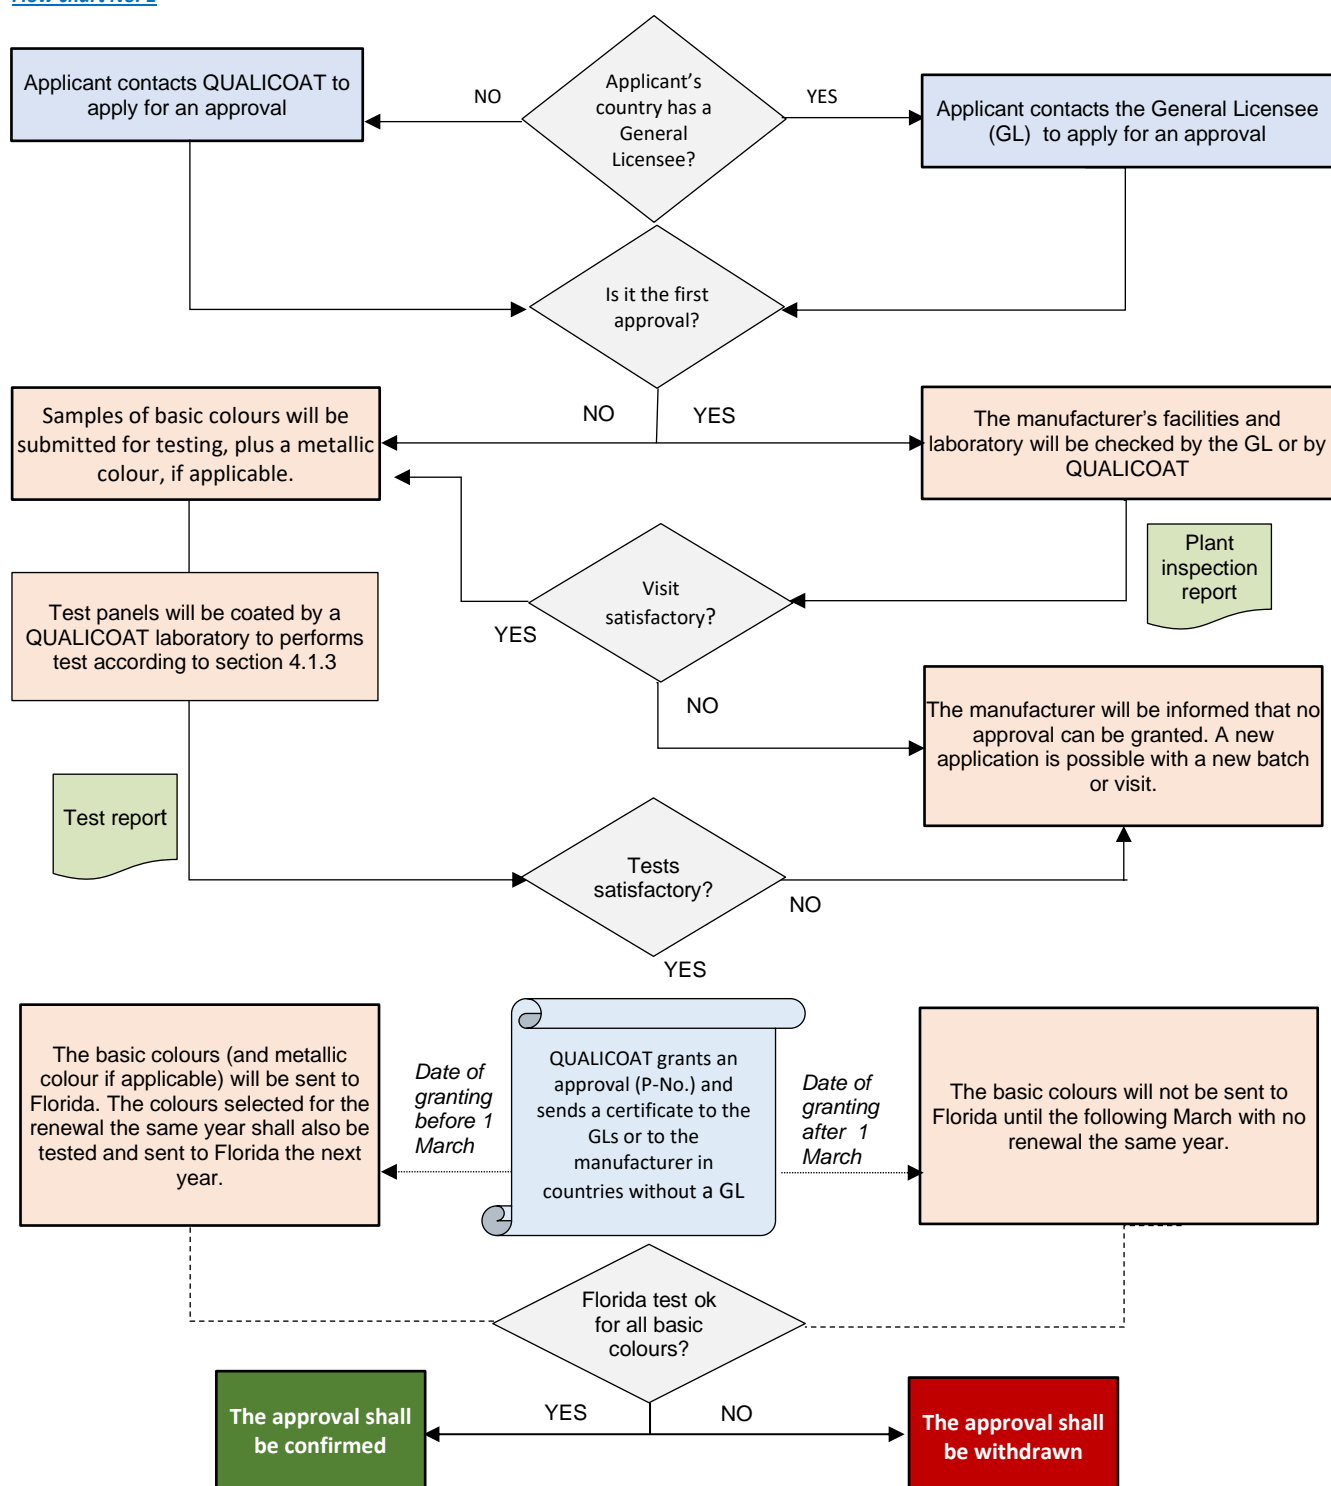 Applicant contacts QUALICOAT to
apply for an approval
NO
Applicant's
country has a
General
Licensee?
YES
Applicant contacts the General Licensee
(GL) to apply for an approval
Is it the first
approval?
NO
YES
Samples of basic colours will be
submitted for testing, plus a metallic
colour, if applicable.
The manufacturer's facilities and
laboratory will be checked by the GL or by
QUALICOAT
Plant
inspection
report
Visit
satisfactory?
YES
NO
Test panels will be coated by a
QUALICOAT laboratory to performs
test according to section 4.1.3
The manufacturer will be informed that no
approval can be granted. A new
application is possible with a new batch
or visit.
Test report
Tests
satisfactory?
NO
YES
The basic colours (and metallic
colour if applicable) will be sent to
Florida. The colours selected for the
renewal the same year shall also be
tested and sent to Florida the next
year.
Date of
granting
before 1
March
QUALICOAT grants an
approval (P-No.) and
sends a certificate to the
GLs or to the
manufacturer in
countries without a GL
Date of
granting
after 1
March
The basic colours will not be sent to
Florida until the following March with no
renewal the same year.
Florida test ok
for all basic
colours?
YES
NO
The approval shall
be confirmed
The approval shall
be withdrawn